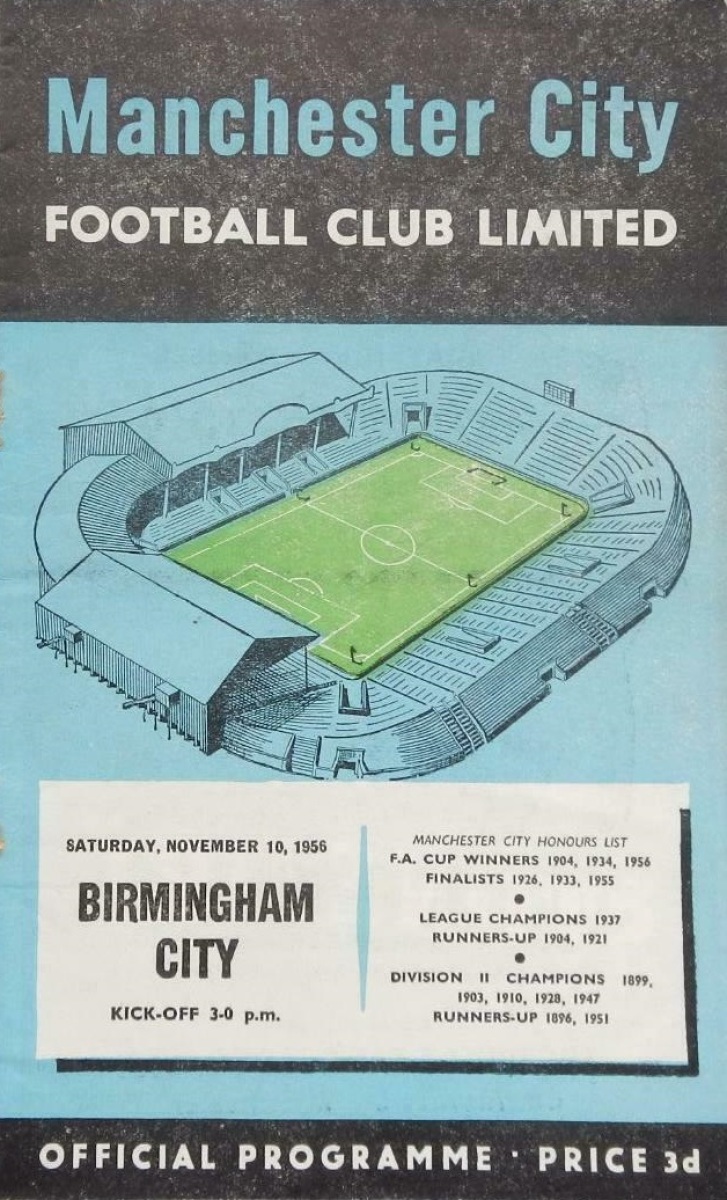 Manchester City
FOOTBALL CLUB LIMITED
SATURDAY, NOVEMBER 10, 1956
BIRMINGHAM
CITY
KICK-OFF 3-0 p.m.
MANCHESTER CITY HONOURS LIST
F.A. CUP WINNERS 1904, 1934, 1956
FINALISTS 1926, 1933, 1955
LEAGUE CHAMPIONS 1937
RUNNERS-UP 1904, 1921
DIVISION II CHAMPIONS 1899,
1903, 1910, 1928, 1947
RUNNERS-UP 1896, 1951
OFFICIAL PROGRAMME · PRICE 3d